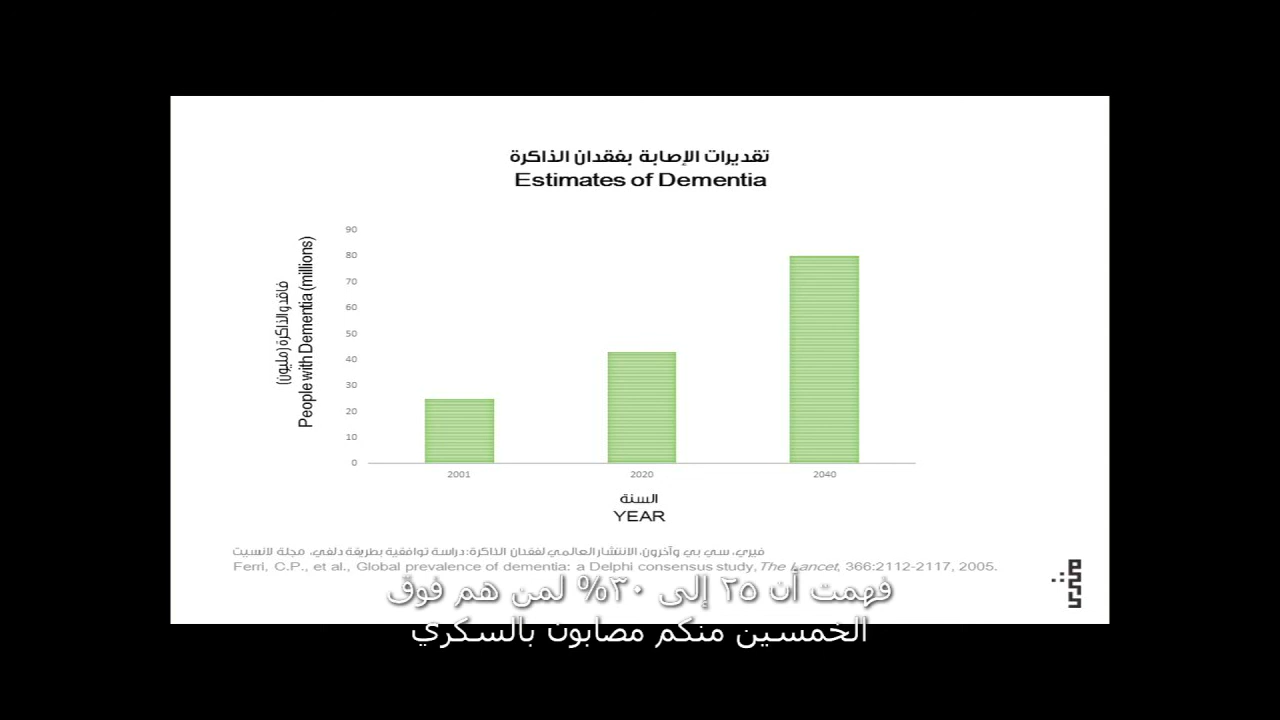 تقديرات الإصابة بفقدان الذاكرة
Estimates of Dementia
فاقدو الذاكرة (مليون)
People with Dementia (millions)
90
80
70
60
50
40
30
20
10
0
2001
2020
2040
السنة
YEAR
فيري، سي بي وآخرون، الانتشار العالمي لفقدان الذاكرة: دراسة توافقية بطريقة دلفي، مجلة لانسيت
Ferri, C.P., et al., Global prevalence of dementia: a Delphi consensus study, The Lancet, 366:2112-2117, 2005.
فهمت أن ٢٥ إلى ٣٠% لمن هم فوق
الخمسين منكم مصابون بالسكري